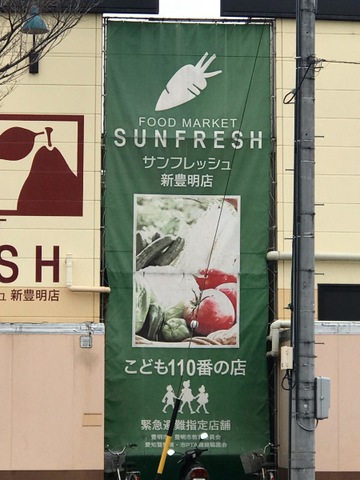 FOOD MARKET
SUNFRESH
サンフレッシュ
新豊明店
こども110番の店
緊急避難指定店舗
SH
ュ 新豊明店